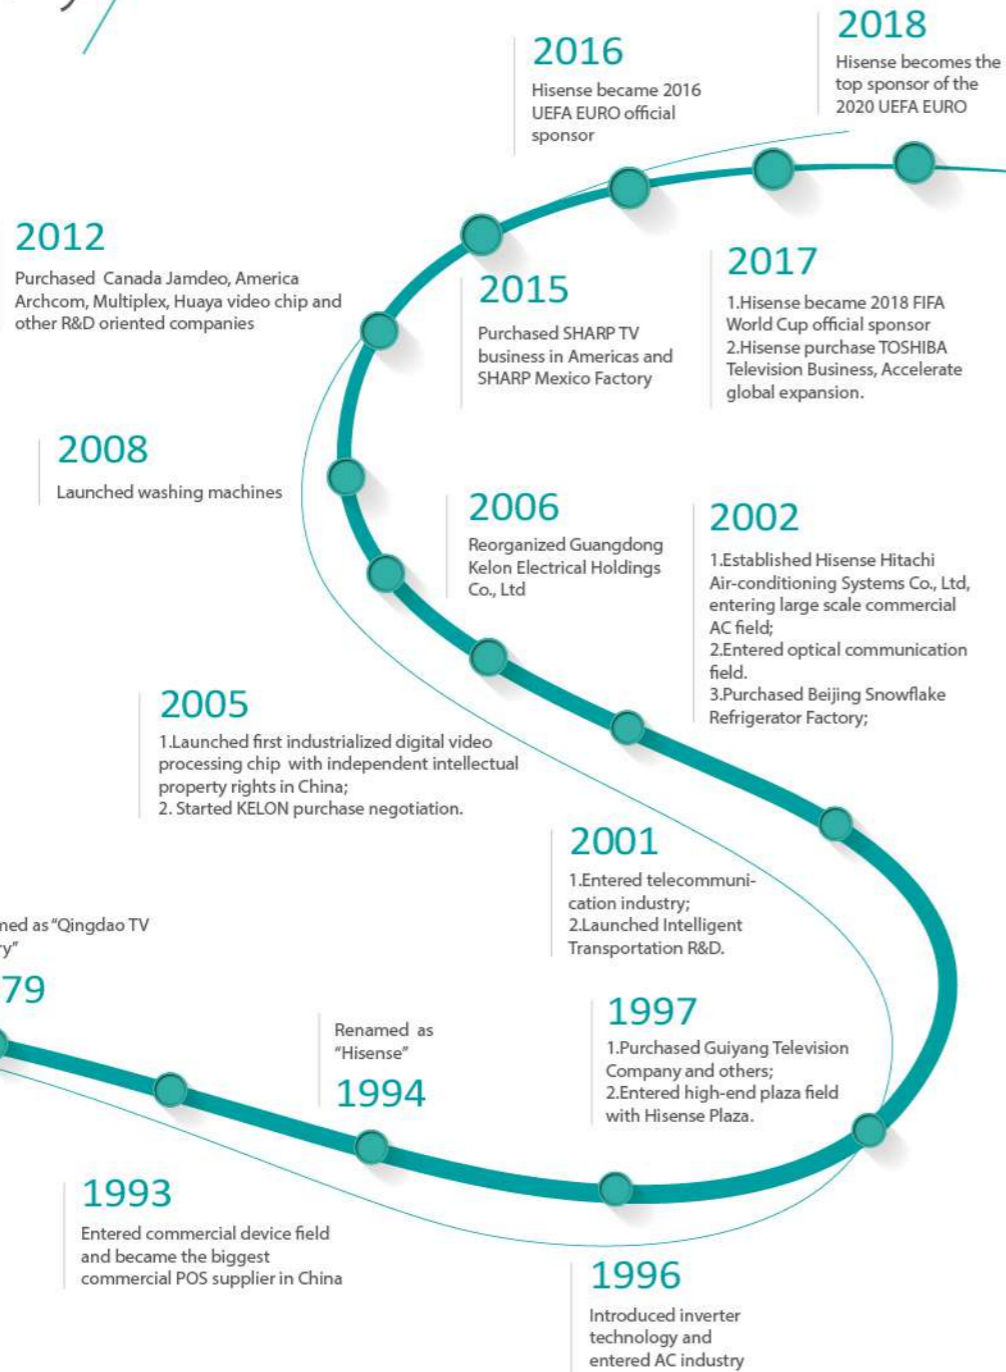 2018
Hisense becomes the
top sponsor of the
2020 UEFA EURO
2016
Hisense became 2016
UEFA EURO official
sponsor
2012
Purchased Canada Jamdeo, America
Archcom, Multiplex, Huaya video chip and
other R&D oriented companies
2015
Purchased SHARP TV
business in Americas and
SHARP Mexico Factory
2017
1.Hisense became 2018 FIFA
World Cup official sponsor
2.Hisense purchase TOSHIBA
Television Business, Accelerate
global expansion.
2008
Launched washing machines
2006
Reorganized Guangdong
Kelon Electrical Holdings
Co., Ltd
2002
1.Established Hisense Hitachi
Air-conditioning Systems Co., Ltd,
entering large scale commercial
AC field;
2.Entered optical communication
field.
3.Purchased Beijing Snowflake
Refrigerator Factory;
2005
1.Launched first industrialized digital video
processing chip with independent intellectual
property rights in China;
2. Started KELON purchase negotiation.
2001
1.Entered telecommuni-
cation industry;
2.Launched Intelligent
Transportation R&D.
as "Qingdao TV
79
Renamed as
"Hisense"
1994
1997
1.Purchased Guiyang Television
Company and others;
2.Entered high-end plaza field
with Hisense Plaza.
1993
Entered commercial device field
and became the biggest
commercial POS supplier in China
1996
Introduced inverter
technology and
entered AC industry